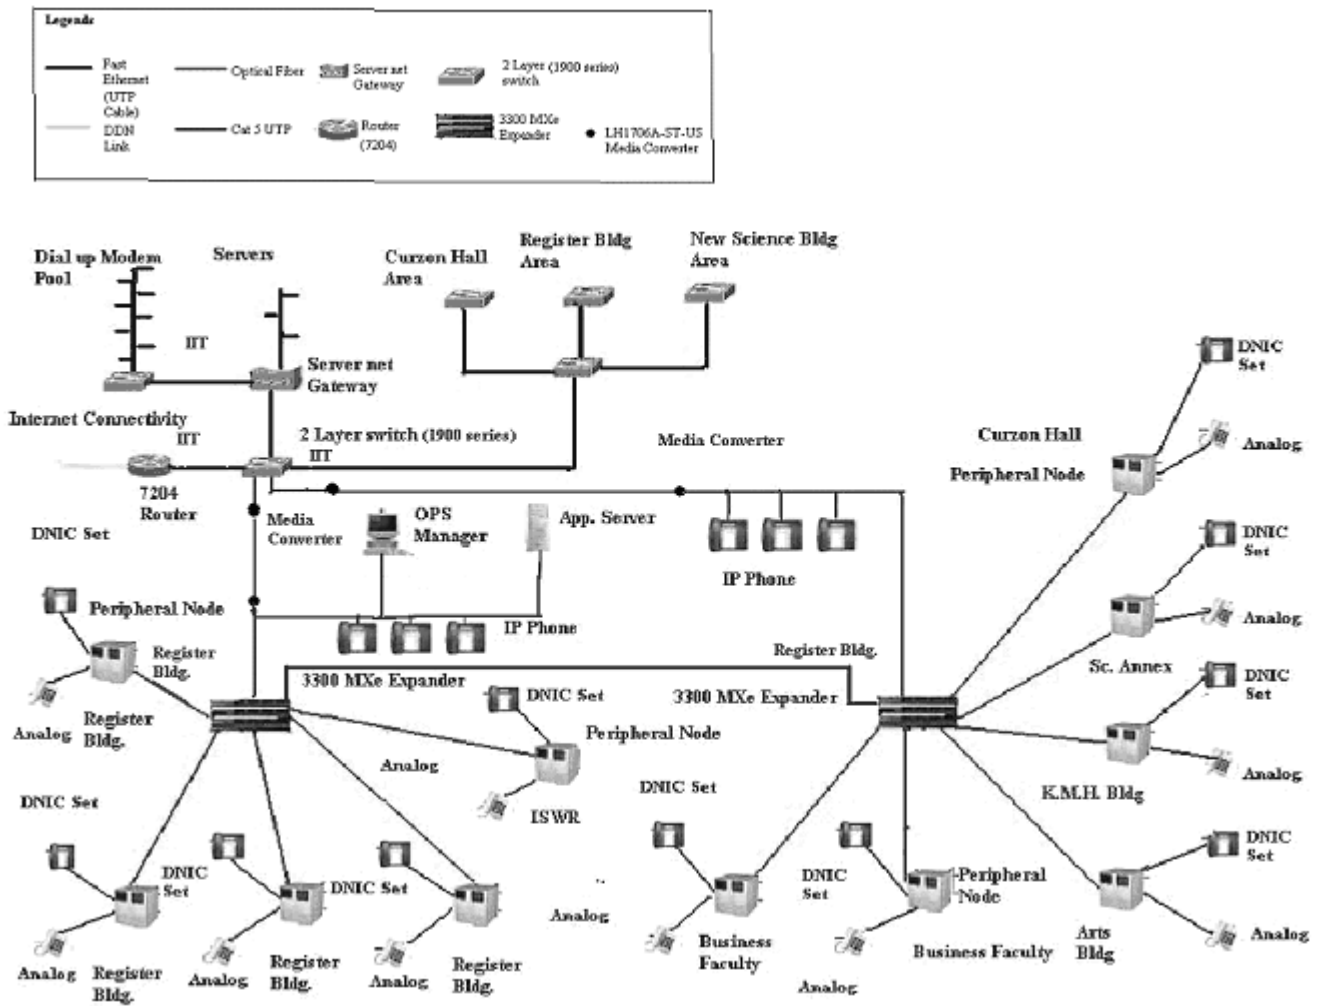 Legends
Fast
Ethernet
(UTP
Cable)
Optical Fiber
Server net
Gateway
2 Layer (1900 series)
switch
DDN
Link
Cat 5 UTP
Router
(7204)
3300 MXe
Expander
LH1706A-ST-US
Media Converter
Dial up Modem
Pool
Servers
Curzon Hall
Area
Register Bldg
Area
New Science Bldg
Area
IIT
Server net
Gateway
Internet Connectivity
IIT
2 Layer switch (1900 series)
IIT
Media Converter
7204
Router
DNIC Set
Media
Converter
OPS
Manager
App. Server
IP Phone
Curzon Hall
Peripheral Node
DNIC
Set
Analog
DNIC
Set
Analog
Sc. Annex
Peripheral Node
Register
Bldg.
IP Phone
Register Bldg.
3300 MXe Expander
3300 MXe Expander
Analog
Register
Bldg.
DNIC Set
Peripheral Node
Analog
ISWR
DNIC
Set
Analog
K.M.H. Bldg
DNIC Set
DNIC Set
DNIC
Set
DNIC Set
DNIC
Set
Peripheral
Node
DNIC
Set
Analog
Register
Bldg.
Analog
Register
Bldg.
Analog
Register
Bldg.
Analog
Business
Faculty
Analog
Business Faculty
Arts
Bldg
Analog